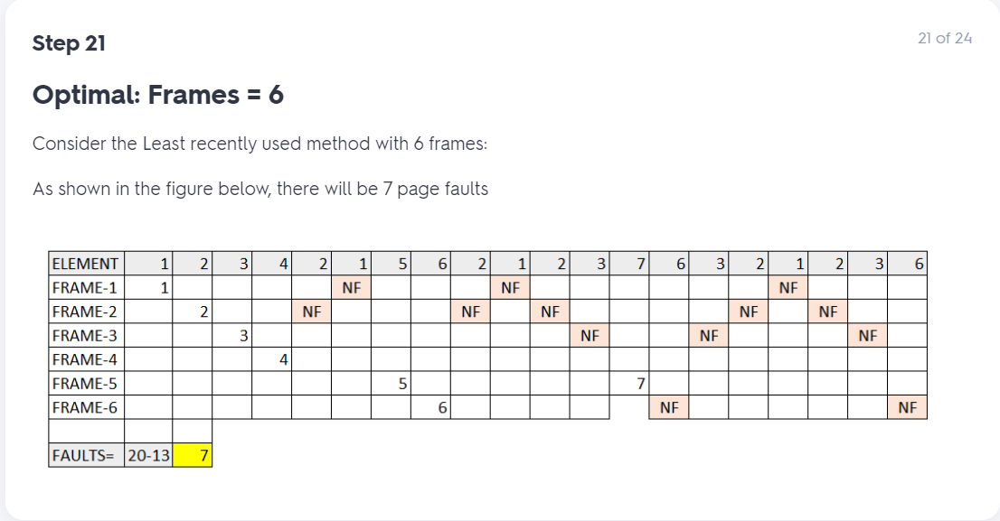 Step 21
21 of 24
Optimal: Frames = 6
Consider the Least recently used method with 6 frames:
As shown in the figure below, there will be 7 page faults
ELEMENT 1 2 3 4 2 1 5 6 2 1 2 3 7 6 3 2 1 2 3 6
FRAME-1 1 NF NF NF
FRAME-2 2 NF NF NF NF NF
FRAME-3 3 NF NF NF
FRAME-4 4
FRAME-5 5 7
FRAME-6 6 NF NF
FAULTS= 20-13 7